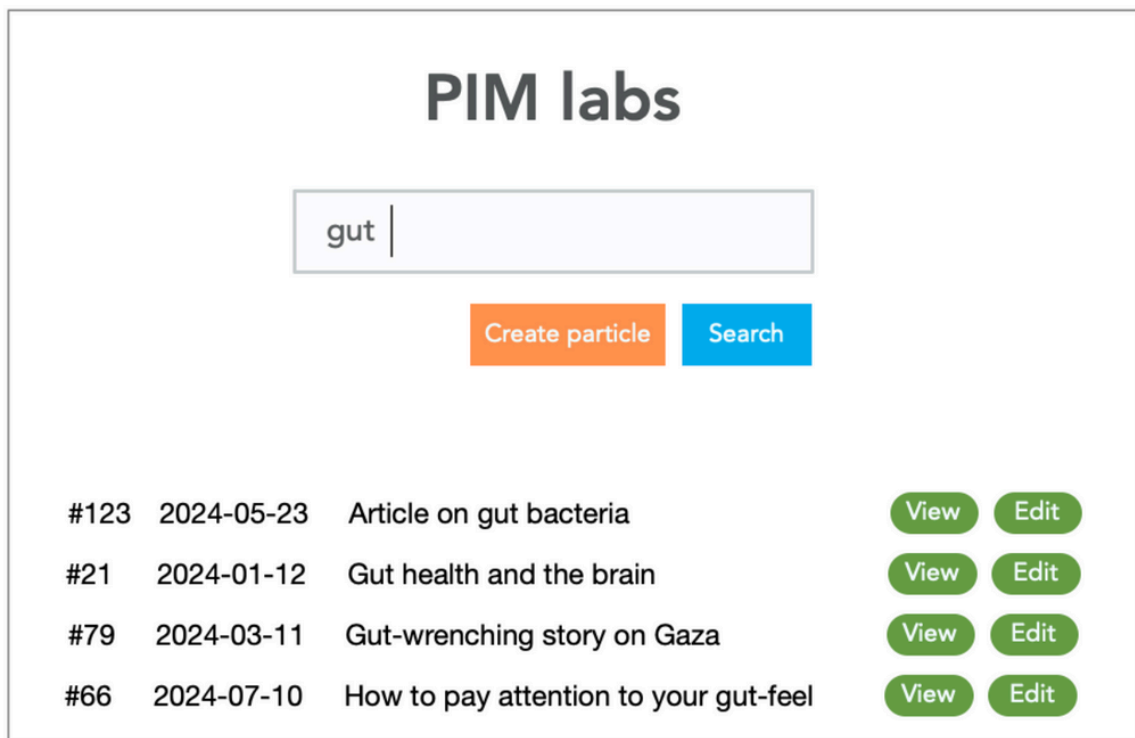 PIM labs
gut
Create particle Search
#123 2024-05-23 Article on gut bacteria View Edit
#21 2024-01-12 Gut health and the brain View Edit
#79 2024-03-11 Gut-wrenching story on Gaza View Edit
#66 2024-07-10 How to pay attention to your gut-feel View Edit